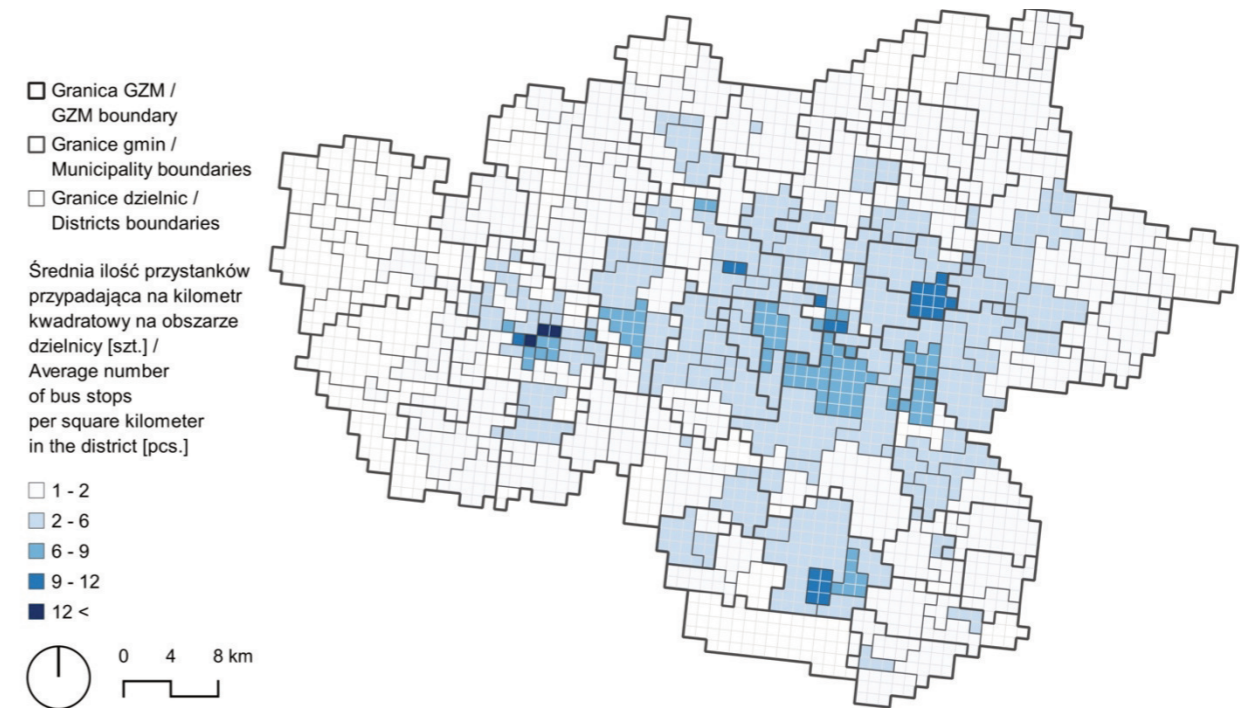 Granica GZM /
GZM boundary
Granice gmin /
Municipality boundaries
Granice dzielnic /
Districts boundaries
Średnia ilość przystanków
przypadająca na kilometr
kwadratowy na obszarze
dzielnicy [szt.] /
Average number
of bus stops
per square kilometer
in the district [pcs.]
1 - 2
2 - 6
6 - 9
9 - 12
12 <
0 4 8 km